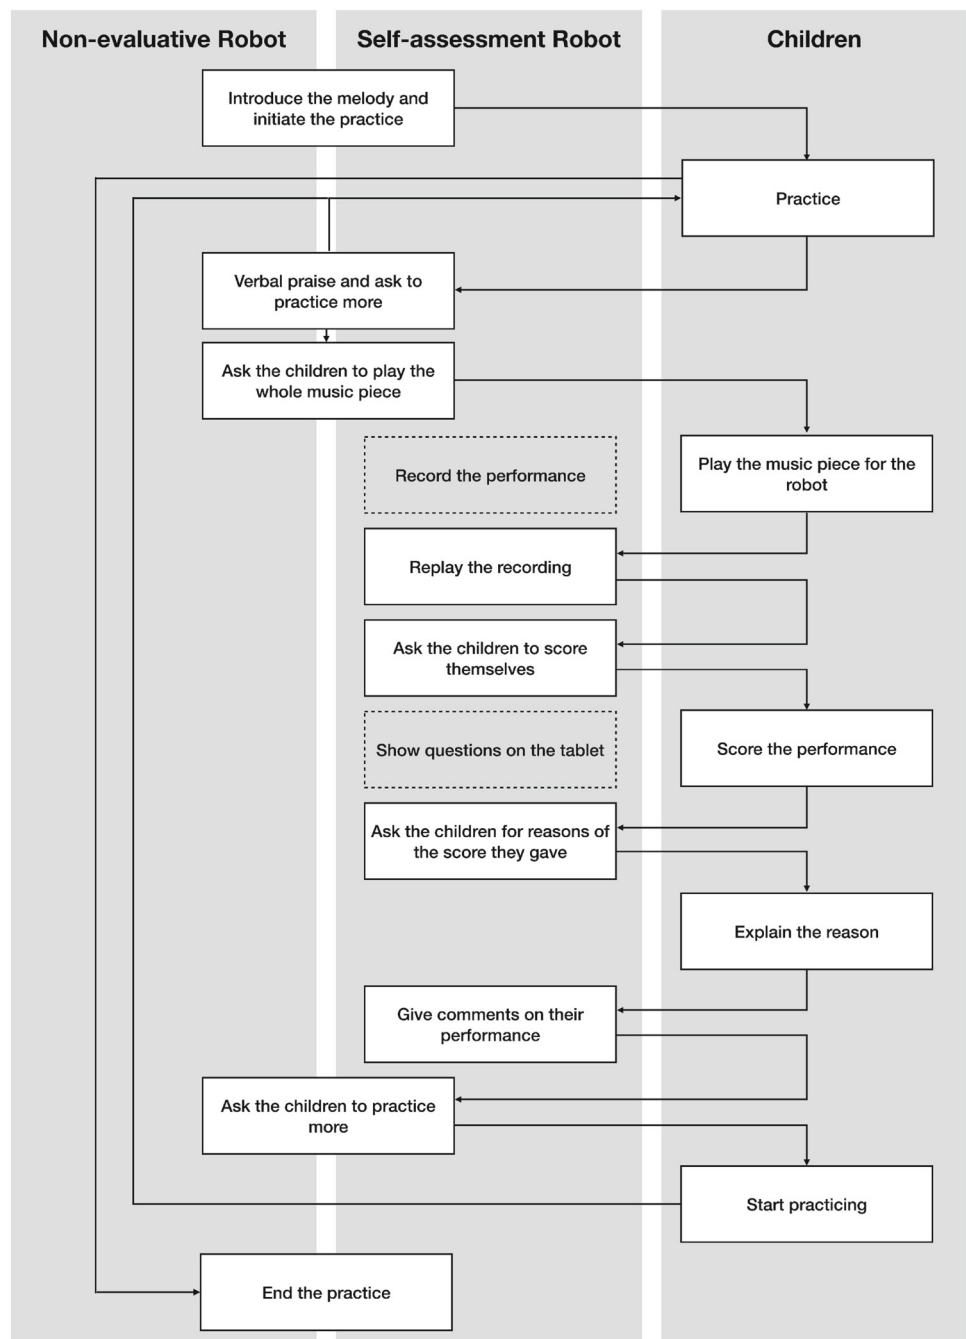 Non-evaluative Robot
Self-assessment Robot
Children
Introduce the melody and
initiate the practice
Practice
Verbal praise and ask to
practice more
Ask the children to play the
whole music piece
Record the performance
Play the music piece for the
robot
Replay the recording
Ask the children to score
themselves
Show questions on the tablet
Score the performance
Ask the children for reasons of
the score they gave
Explain the reason
Give comments on their
performance
Ask the children to practice
more
Start practicing
End the practice